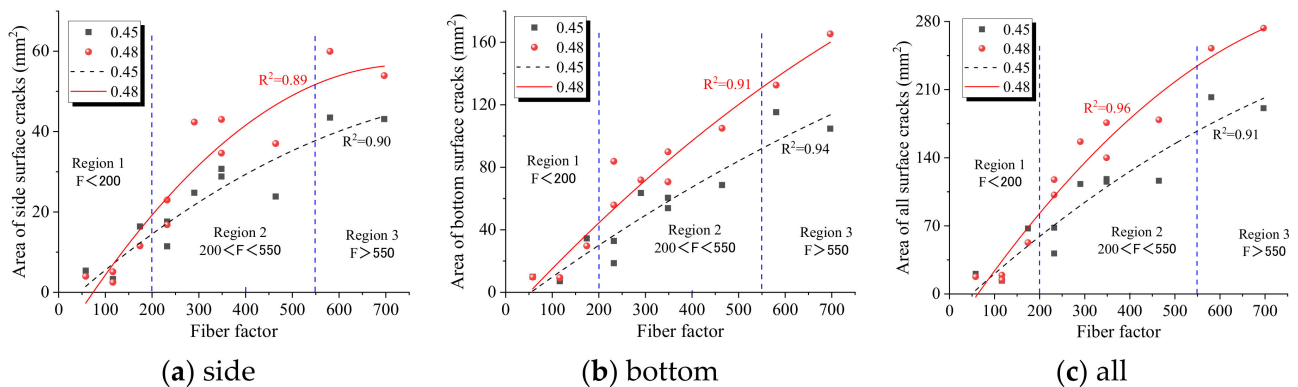 Area of side surface cracks (mm²)
60
40
20
0
0 100 200 300 400 500 600 700
Fiber factor
0.45
0.48
0.45
0.48
R²=0.89
R²=0.90
Region 1
F＜200
Region 2
200＜F＜550
Region 3
F＞550
(a) side
Area of bottom surface cracks (mm²)
160
120
80
40
0
0 100 200 300 400 500 600 700
Fiber factor
0.45
0.48
0.45
0.48
R²=0.91
R²=0.94
Region 1
F＜200
Region 2
200＜F＜550
Region 3
F＞550
(b) bottom
Area of all surface cracks (mm²)
280
210
140
70
0
0 100 200 300 400 500 600 700
Fiber factor
0.45
0.48
0.45
0.48
R²=0.96
R²=0.91
Region 1
F＜200
Region 2
200＜F＜550
Region 3
F＞550
(c) all